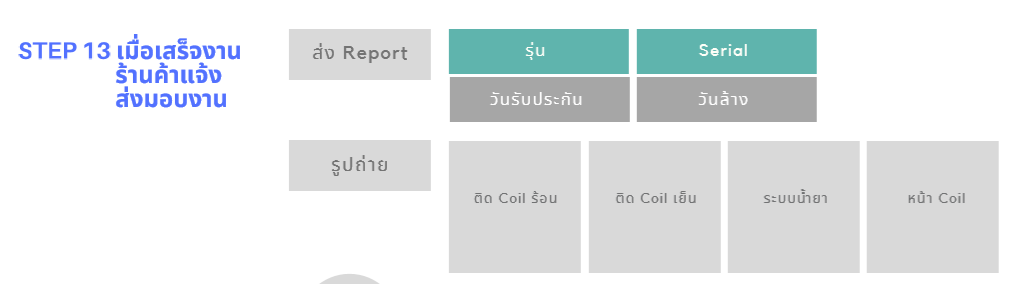 STEP 13 เมื่อเสร็จงาน
ร้านค้าแจ้ง
ส่งมอบงาน
ส่ง Report
รุ่น
Serial
วันรับประกัน
วันล้าง
รูปถ่าย
ติด Coil ร้อน
ติด Coil เย็น
ระบบน้ำยา
หน้า Coil